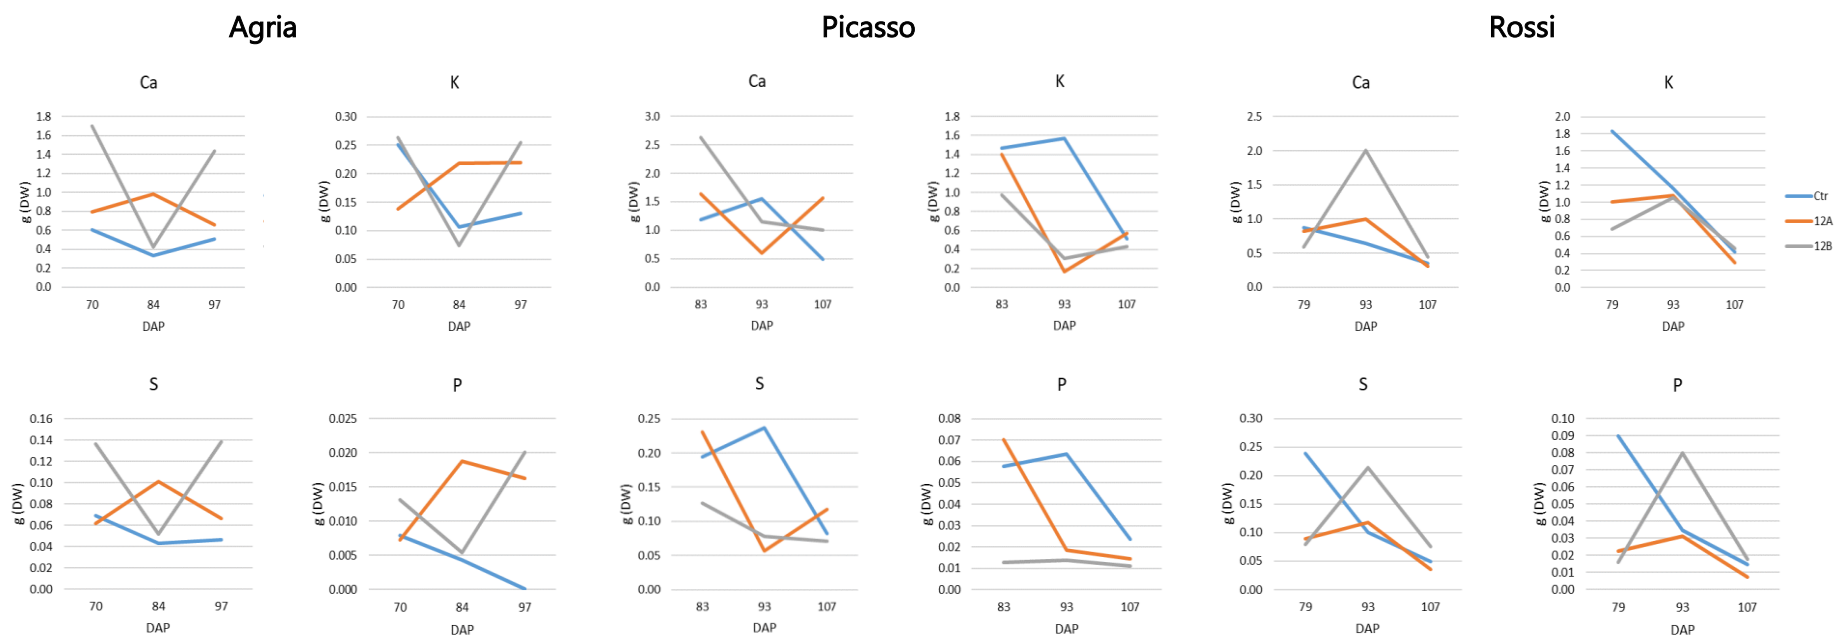 Agria
Picasso
Rossi
Ca
1.8
1.6
1.4
1.2
1.0
0.8
0.6
0.4
0.2
0.0
g (DW)
70 84 97
DAP
K
0.30
0.25
0.20
0.15
0.10
0.05
0.00
g (DW)
70 84 97
DAP
Ca
3.0
2.5
2.0
1.5
1.0
0.5
0.0
g (DW)
83 93 107
DAP
K
1.8
1.6
1.4
1.2
1.0
0.8
0.6
0.4
0.2
0.0
g (DW)
83 93 107
DAP
Ca
2.5
2.0
1.5
1.0
0.5
0.0
g (DW)
79 93 107
DAP
K
2.0
1.8
1.6
1.4
1.2
1.0
0.8
0.6
0.4
0.2
0.0
g (DW)
79 93 107
DAP
Ctr
12A
12B
S
0.16
0.14
0.12
0.10
0.08
0.06
0.04
0.02
0.00
g (DW)
70 84 97
DAP
P
0.025
0.020
0.015
0.010
0.005
0.000
g (DW)
70 84 97
DAP
S
0.25
0.20
0.15
0.10
0.05
0.00
g (DW)
83 93 107
DAP
P
0.08
0.07
0.06
0.05
0.04
0.03
0.02
0.01
0.00
g (DW)
83 93 107
DAP
S
0.30
0.25
0.20
0.15
0.10
0.05
0.00
g (DW)
79 93 107
DAP
P
0.10
0.09
0.08
0.07
0.06
0.05
0.04
0.03
0.02
0.01
0.00
g (DW)
79 93 107
DAP